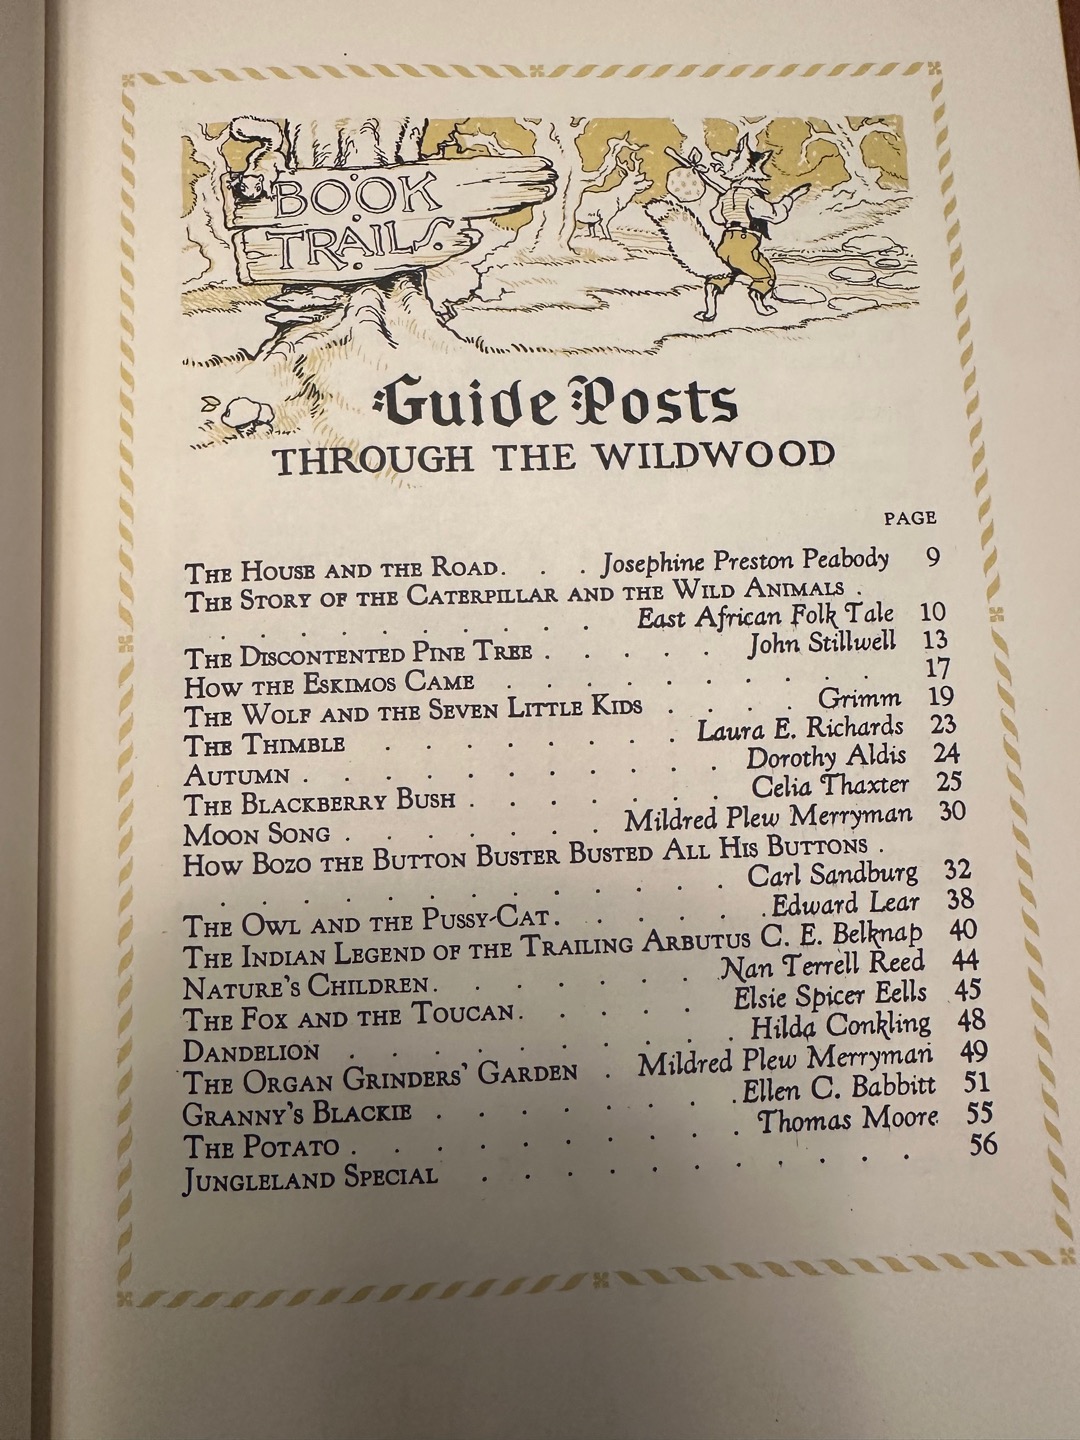 BOOK
TRAILS
Guide Posts
THROUGH THE WILDWOOD
PAGE
THE HOUSE AND THE ROAD. . . Josephine Preston Peabody 9
THE STORY OF THE CATERPILLAR AND THE WILD ANIMALS .
. . . . . . . . . . East African Folk Tale 10
THE DISCONTENTED PINE TREE . . . . . John Stillwell 13
HOW THE ESKIMOS CAME . . . . . . . . . 17
THE WOLF AND THE SEVEN LITTLE KIDS . . . . Grimm 19
THE THIMBLE . . . . . . . . Laura E. Richards 23
AUTUMN . . . . . . . . . . . Dorothy Aldis 24
THE BLACKBERRY BUSH . . . . . . . Celia Thaxter 25
MOON SONG . . . . . . . Mildred Plew Merryman 30
HOW BOZO THE BUTTON BUSTER BUSTED ALL HIS BUTTONS .
. . . . . . . . . . . . . Carl Sandburg 32
THE OWL AND THE PUSSY-CAT. . . . . . Edward Lear 38
THE INDIAN LEGEND OF THE TRAILING ARBUTUS C. E. Belknap 40
NATURE'S CHILDREN. . . . . . . . Nan Terrell Reed 44
THE FOX AND THE TOUCAN. . . . . Elsie Spicer Eells 45
DANDELION . . . . . . . . . . Hilda Conkling 48
THE ORGAN GRINDERS' GARDEN . Mildred Plew Merryman 49
GRANNY'S BLACKIE . . . . . . . . Ellen C. Babbitt 51
THE POTATO . . . . . . . . . . Thomas Moore 55
JUNGLELAND SPECIAL . . . . . . . . . . . 56